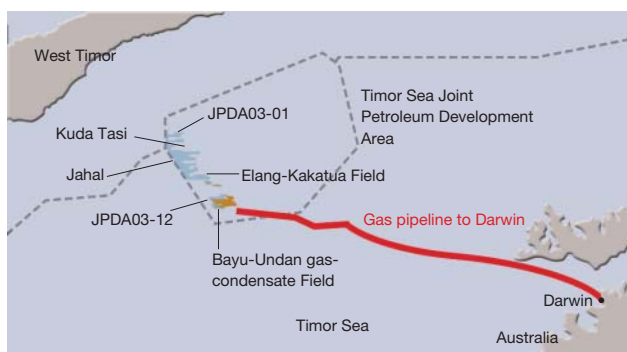 West Timor
JPDA03-01
Timor Sea Joint
Petroleum Development
Area
Kuda Tasi
Jahal
Elang-Kakatua Field
JPDA03-12
Gas pipeline to Darwin
Bayu-Undan gas-
condensate Field
Darwin
Timor Sea
Australia